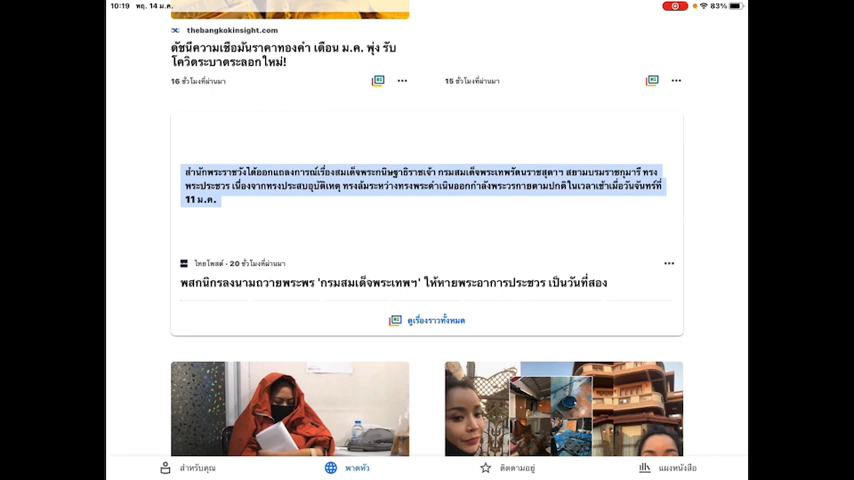 10:19 พฤ. 14 ม.ค.
83%
thebangkokinsight.com
ดัชนีความเชื่อมั่นราคาทองคำ เดือน ม.ค. พุ่ง รับ
โควิดระบาดระลอกใหม่!
16 ชั่วโมงที่ผ่านมา
15 ชั่วโมงที่ผ่านมา
สำนักพระราชวังได้ออกแถลงการณ์เรื่องสมเด็จพระกนิษฐาธิราชเจ้า กรมสมเด็จพระเทพรัตนราชสุดาฯ สยามบรมราชกุมารี ทรง
พระประชวร เนื่องจากทรงประสบอุบัติเหตุ ทรงล้มระหว่างทรงพระดำเนินออกกำลังพระวรกายตามปกติในเวลาเช้าเมื่อวันจันทร์ที่
11 ม.ค.
ไทยโพสต์ - 20 ชั่วโมงที่ผ่านมา
พสกนิกรลงนามถวายพระพร 'กรมสมเด็จพระเทพฯ' ให้หายพระอาการประชวร เป็นวันที่สอง
ดูเรื่องราวทั้งหมด
สำหรับคุณ
พาดหัว
ติดตามอยู่
แผงหนังสือ